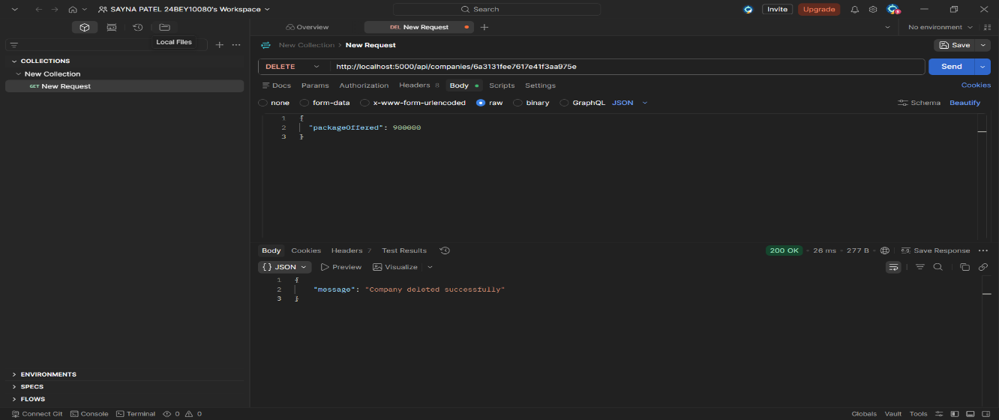 SAYNA PATEL 24BEY10080's Workspace
Search
Invite
Upgrade
Overview
DEL New Request
No environment
Local Files
New Collection > New Request
Save
COLLECTIONS
New Collection
GET New Request
DELETE
http://localhost:5000/api/companies/6a3131fee7617e41f3aa975e
Send
Docs Params Authorization Headers 8 Body Scripts Settings
Cookies
none form-data x-www-form-urlencoded raw binary GraphQL JSON
Schema Beautify
1 {
2 "packageOffered": 900000
3 }
Body Cookies Headers 7 Test Results
200 OK • 26 ms • 277 B
e.g. Save Response
{ } JSON Preview Visualize
1 {
2 "message": "Company deleted successfully"
3 }
ENVIRONMENTS
SPECS
FLOWS
Connect Git Console Terminal 0 0
Globals Vault Tools